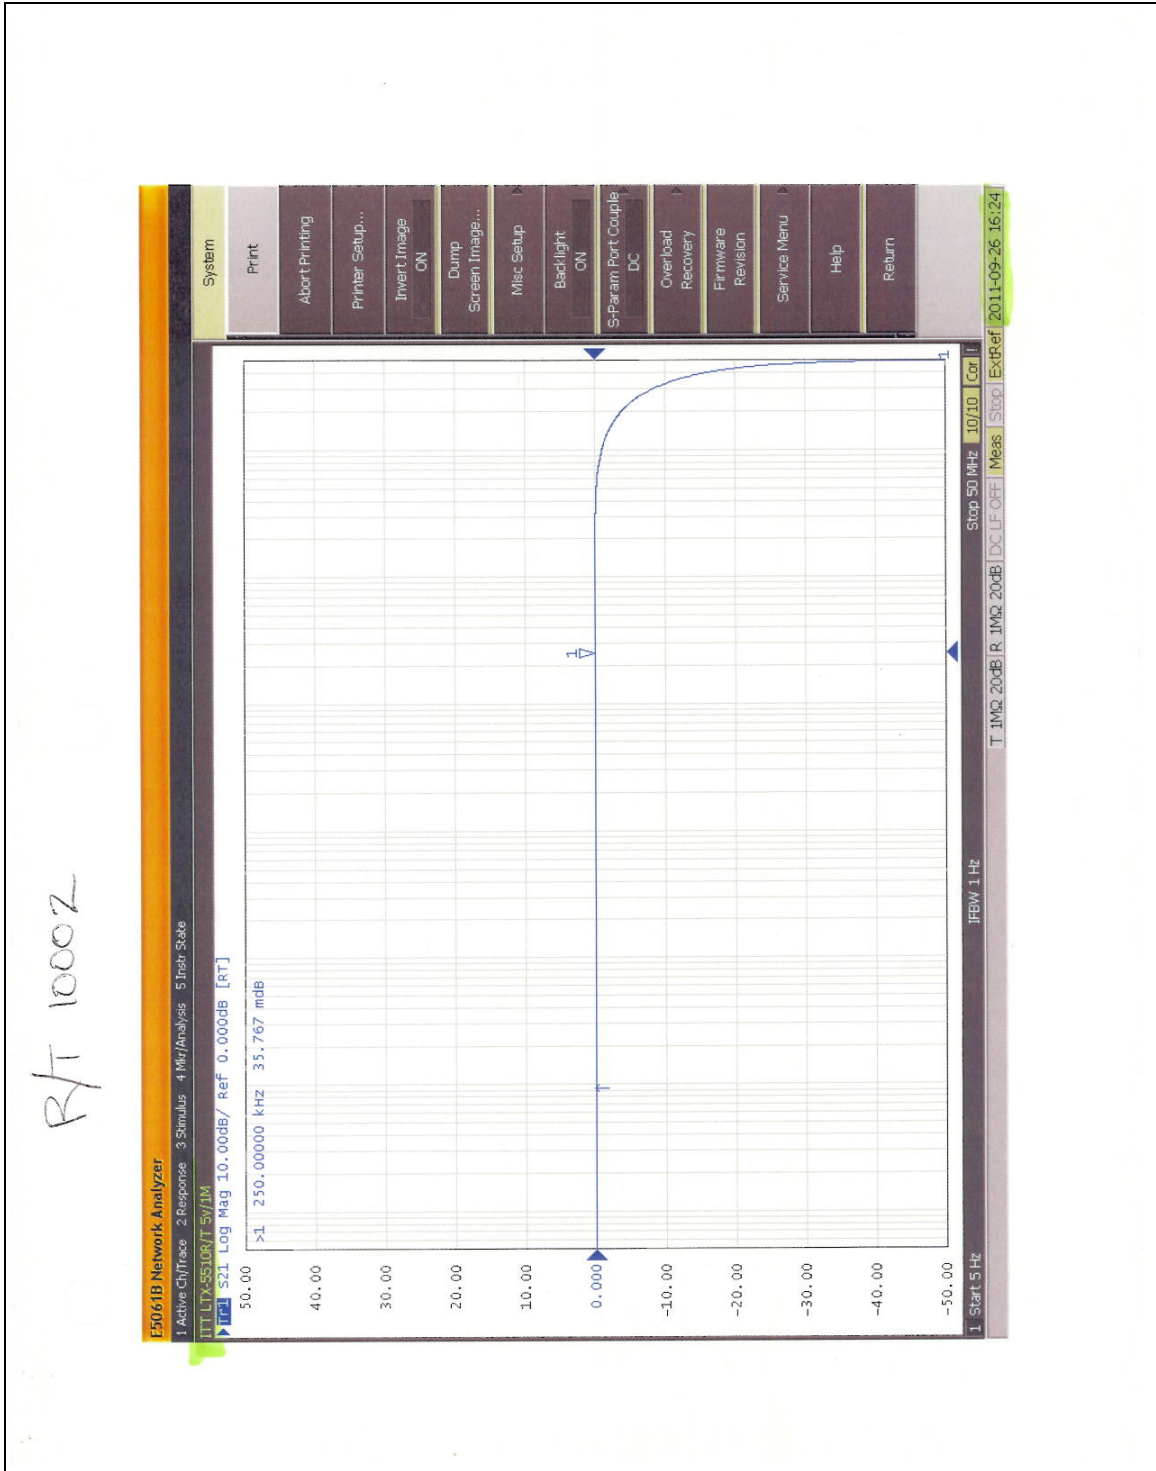 R/T 10002
E5061B Network Analyzer
1 Active Ch/Trace 2 Response 3 Stimulus 4 Mkr/Analysis 5 Instr State
ITT LTX-5510R/T 5v/1M
Tr1 S21 Log Mag 10.00dB/ Ref 0.000dB [RT]
50.00
>1 250.00000 kHz 35.767 mdB
40.00
30.00
20.00
10.00
1
0.000
-10.00
-20.00
-30.00
-40.00
-50.00
1
1 Start 5 Hz
IFBW 1 Hz
Stop 50 MHz 10/10 Cor !
T 1MΩ 20dB R 1MΩ 20dB DC LF OFF Meas Stop ExtRef 2011-09-26 16:24
System
Print
Abort Printing
Printer Setup...
Invert Image
ON
Dump
Screen Image...
Misc Setup
Backlight
ON
S-Param Port Couple
DC
Overload
Recovery
Firmware
Revision
Service Menu
Help
Return